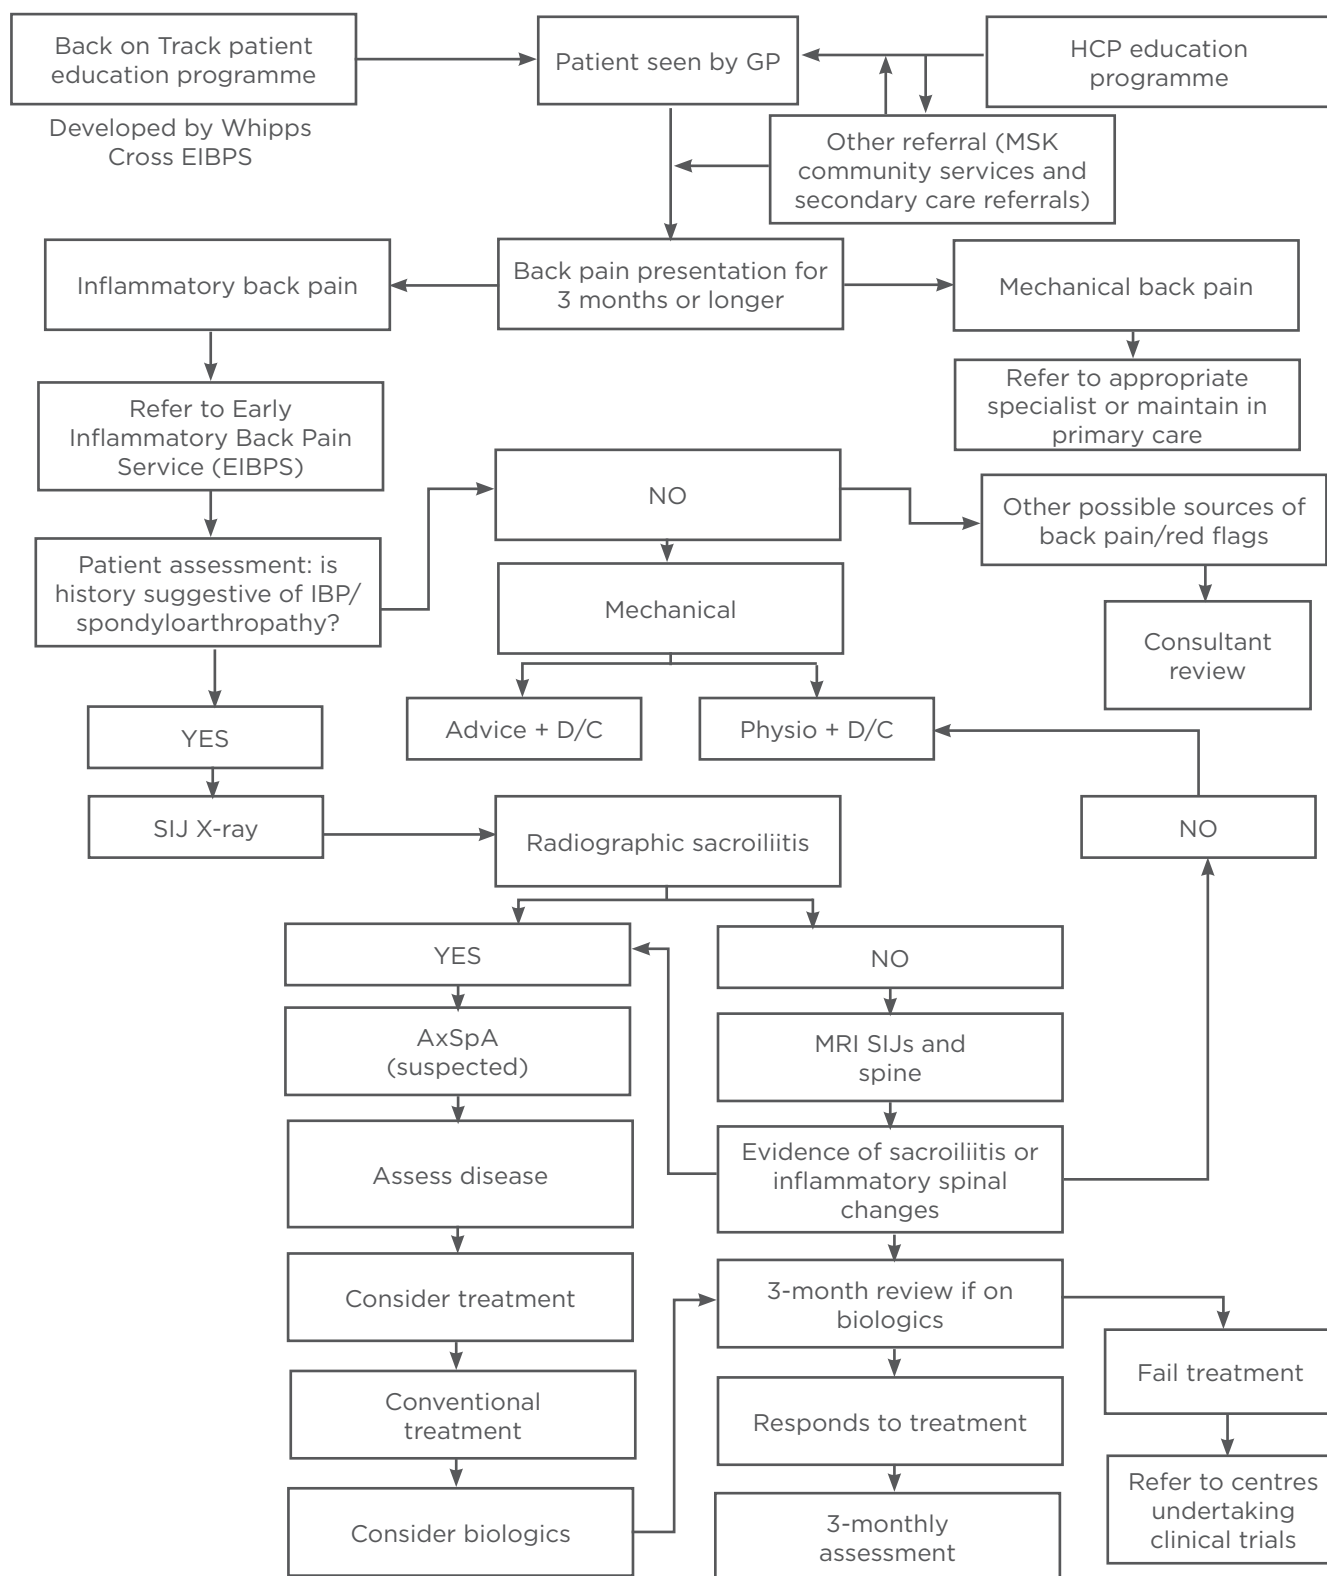 Back on Track patient
education programme
Patient seen by GP
HCP education
programme
Developed by Whipps
Cross EIBPS
Other referral (MSK
community services and
secondary care referrals)
Inflammatory back pain
Back pain presentation for
3 months or longer
Mechanical back pain
Refer to Early
Inflammatory Back Pain
Service (EIBPS)
Refer to appropriate
specialist or maintain in
primary care
NO
Other possible sources of
back pain/red flags
Patient assessment: is
history suggestive of IBP/
spondyloarthropathy?
Mechanical
Consultant
review
YES
Advice + D/C
Physio + D/C
SIJ X-ray
Radiographic sacroiliitis
NO
YES
NO
AxSpA
(suspected)
MRI SIJs and
spine
Assess disease
Evidence of sacroiliitis or
inflammatory spinal
changes
Consider treatment
3-month review if on
biologics
Fail treatment
Conventional
treatment
Responds to treatment
Consider biologics
3-monthly
assessment
Refer to centres
undertaking
clinical trials